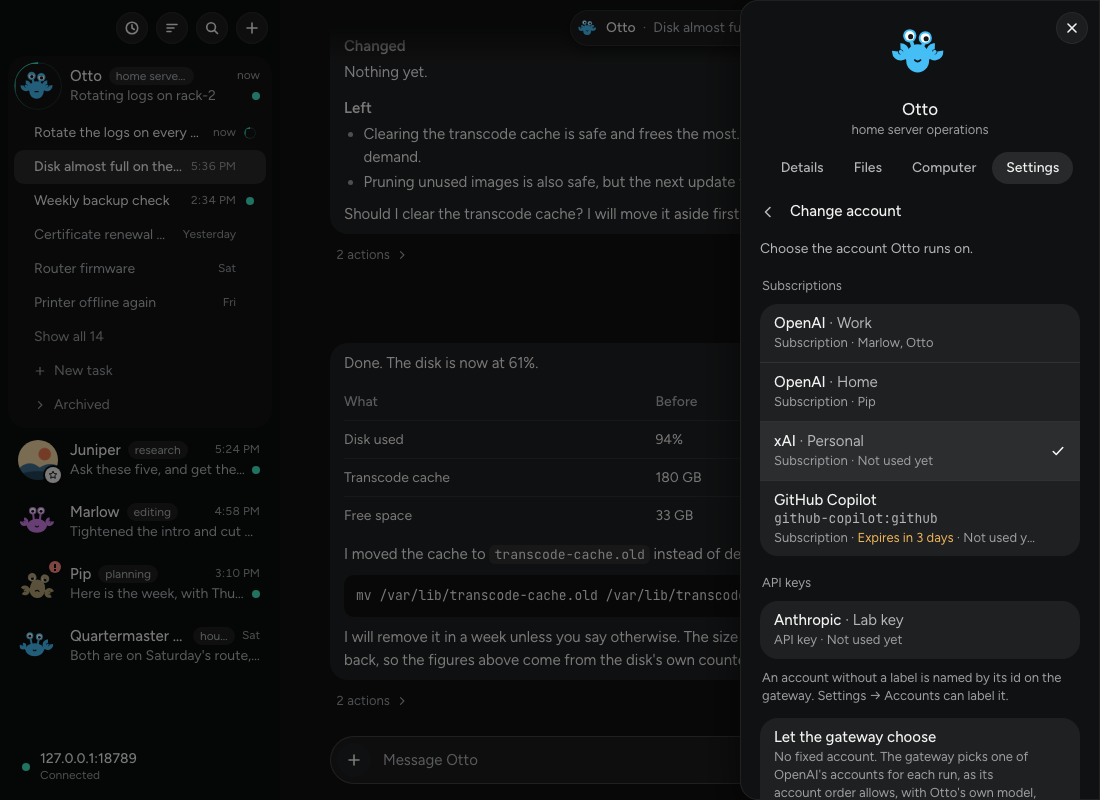 Otto
home serve...
now
Rotating logs on rack-2
Rotate the logs on every ...
now
Disk almost full on the...
5:36 PM
Weekly backup check
2:34 PM
Certificate renewal ...
Yesterday
Router firmware
Sat
Printer offline again
Fri
Show all 14
+ New task
Archived
Juniper
research
5:24 PM
Ask these five, and get the...
Marlow
editing
4:58 PM
Tightened the intro and cut ...
Pip
planning
3:10 PM
Here is the week, with Thu...
Quartermaster ...
hou...
Sat
Both are on Saturday's route,...
127.0.0.1:18789
Connected
Otto · Disk almost fu
Changed
Nothing yet.
Left
• Clearing the transcode cache is safe and frees the most.
demand.
• Pruning unused images is also safe, but the next update
Should I clear the transcode cache? I will move it aside first
2 actions
Done. The disk is now at 61%.
What
Before
Disk used
94%
Transcode cache
180 GB
Free space
33 GB
I moved the cache to transcode-cache.old instead of de
mv /var/lib/transcode-cache.old /var/lib/transcod
I will remove it in a week unless you say otherwise. The size
back, so the figures above come from the disk's own count
2 actions
Message Otto
Otto
home server operations
Details
Files
Computer
Settings
Change account
Choose the account Otto runs on.
Subscriptions
OpenAI · Work
Subscription · Marlow, Otto
OpenAI · Home
Subscription · Pip
xAI · Personal
Subscription · Not used yet
GitHub Copilot
github-copilot:github
Subscription · Expires in 3 days · Not used y...
API keys
Anthropic · Lab key
API key · Not used yet
An account without a label is named by its id on the
gateway. Settings → Accounts can label it.
Let the gateway choose
No fixed account. The gateway picks one of
OpenAI's accounts for each run, as its
account order allows, with Otto's own model,